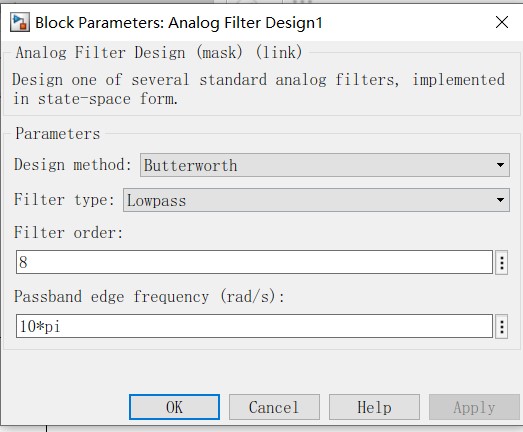 Block Parameters: Analog Filter Design1
Analog Filter Design (mask) (link)
Design one of several standard analog filters, implemented
in state-space form.
Parameters
Design method: Butterworth
Filter type: Lowpass
Filter order:
8
Passband edge frequency (rad/s):
10*pi
OK Cancel Help Apply